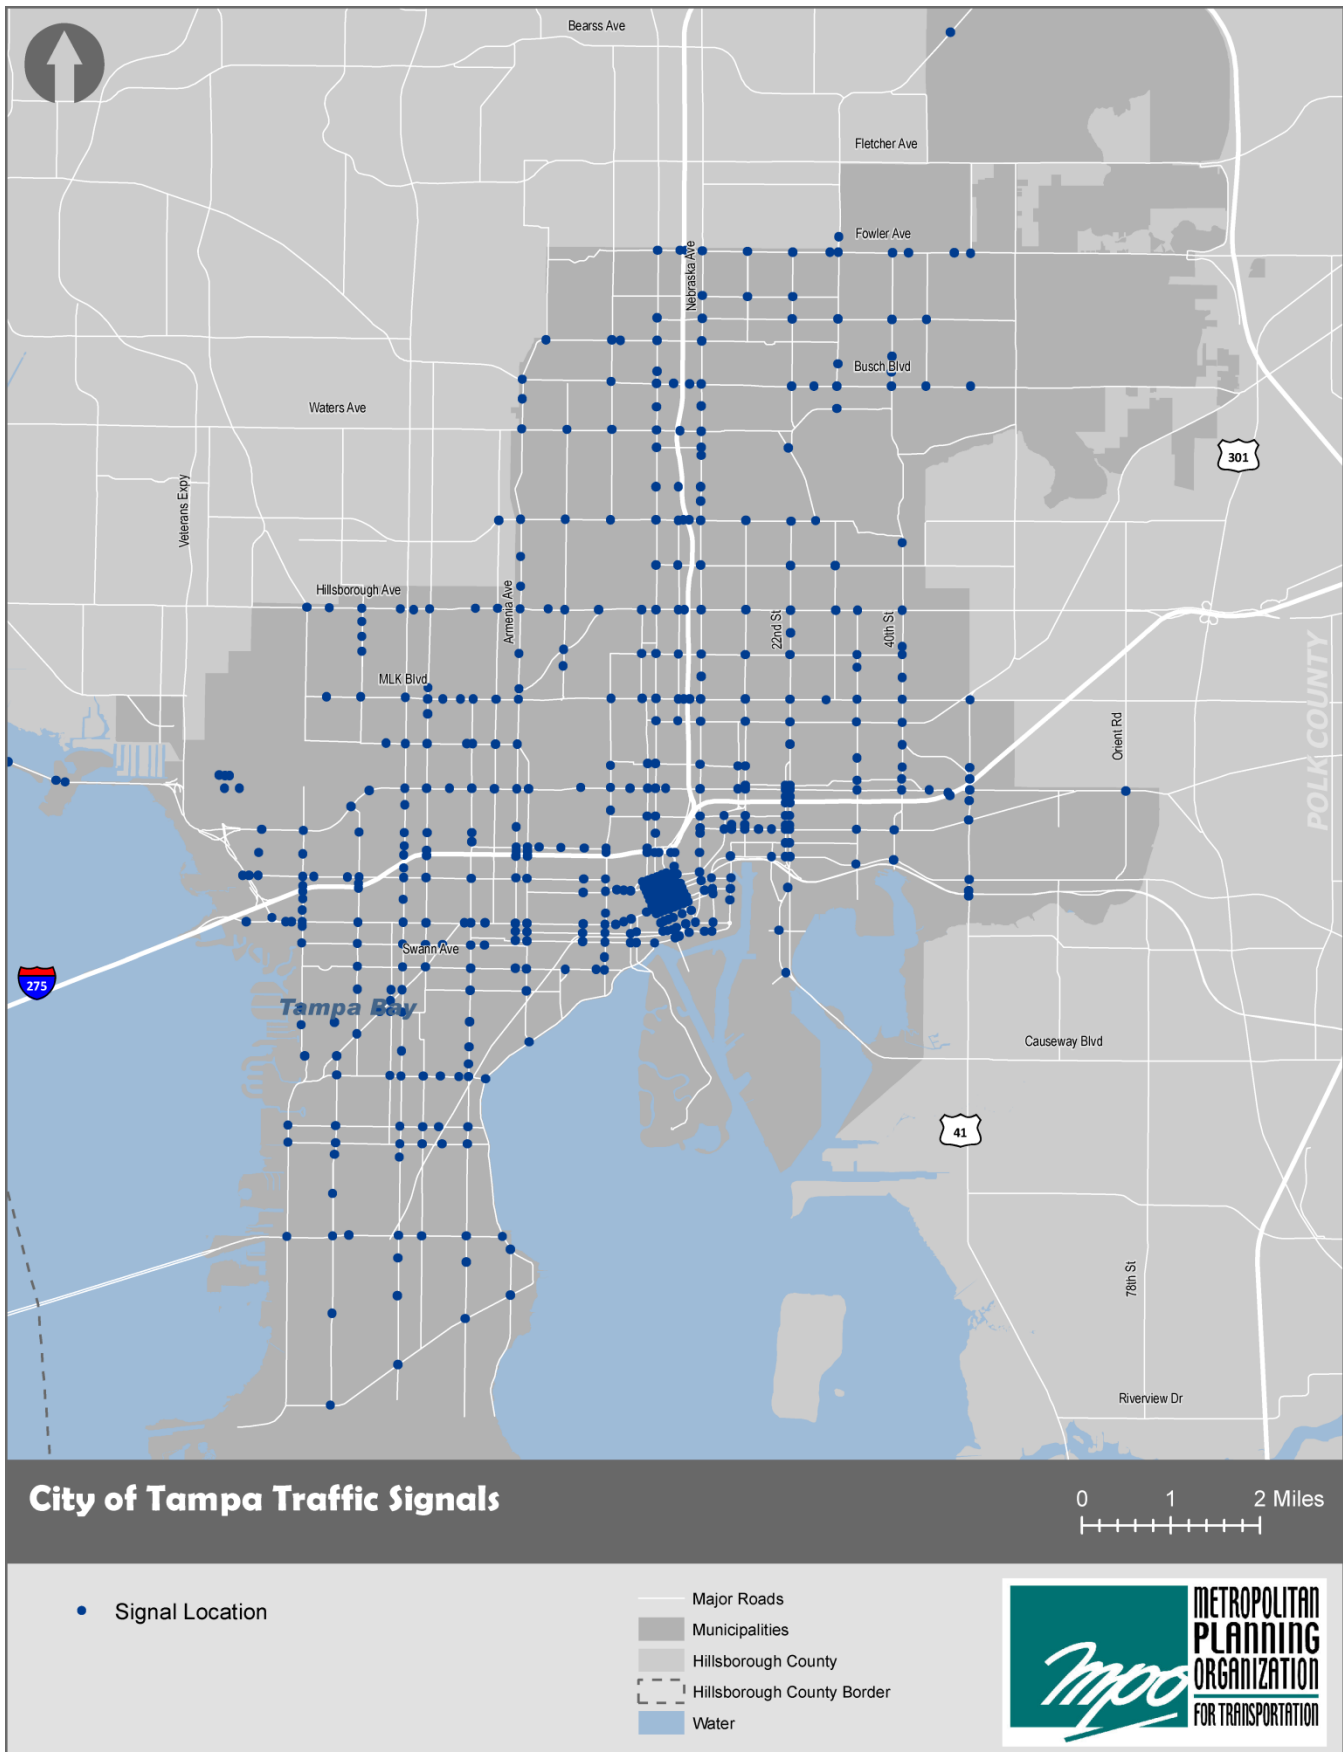 Bearss Ave
Fletcher Ave
Fowler Ave
Nebraska Ave
Busch Blvd
Waters Ave
301
Veterans Expy
Hillsborough Ave
Armenia Ave
22nd St
40th St
MLK Blvd
Orient Rd
POLK COUNTY
Swann Ave
275
Tampa Bay
Causeway Blvd
41
78th St
Riverview Dr
City of Tampa Traffic Signals
0 1 2 Miles
Signal Location
Major Roads
Municipalities
Hillsborough County
Hillsborough County Border
Water
mpo
METROPOLITAN
PLANNING
ORGANIZATION
FOR TRANSPORTATION